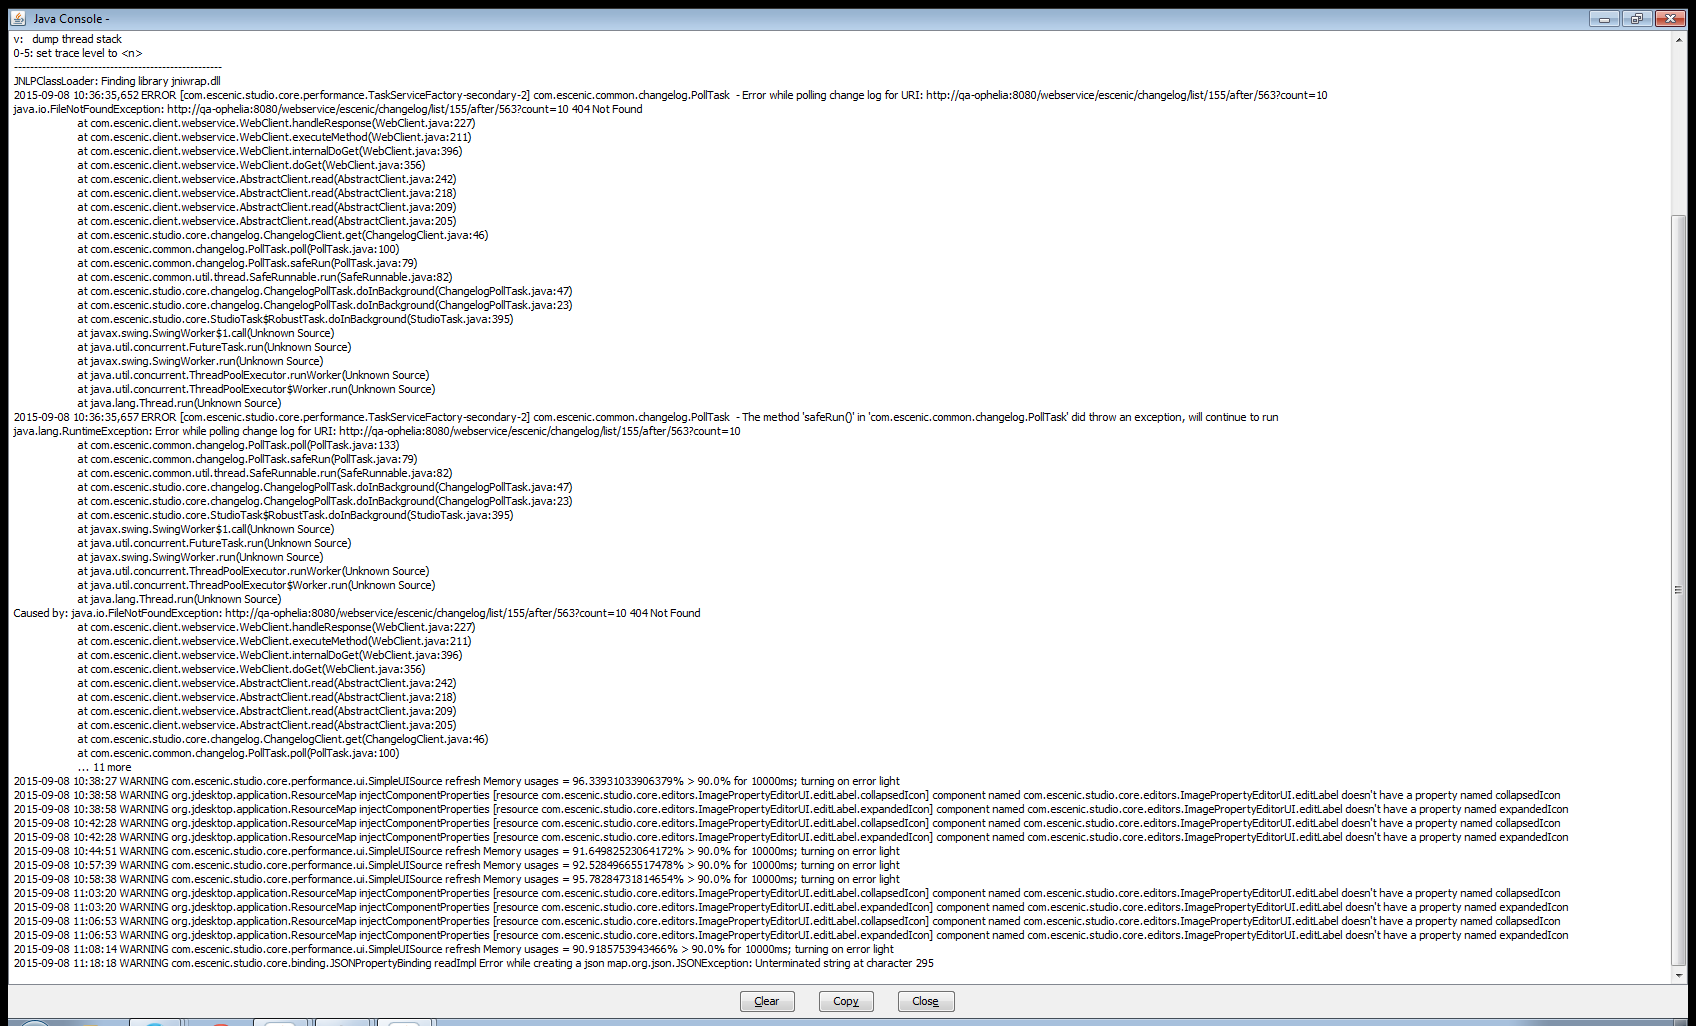 Java Console -
v:   dump thread stack
0-5: set trace level to <n>
----------------------------------------------------
JNLPClassLoader: Finding library jniwrap.dll
2015-09-08 10:36:35,652 ERROR [com.escenic.studio.core.performance.TaskServiceFactory-secondary-2] com.escenic.common.changelog.PollTask  - Error while polling change log for URI: http://qa-ophelia:8080/webservice/escenic/changelog/list/155/after/563?count=10
java.io.FileNotFoundException: http://qa-ophelia:8080/webservice/escenic/changelog/list/155/after/563?count=10 404 Not Found
at com.escenic.client.webservice.WebClient.handleResponse(WebClient.java:227)
at com.escenic.client.webservice.WebClient.executeMethod(WebClient.java:211)
at com.escenic.client.webservice.WebClient.internalDoGet(WebClient.java:396)
at com.escenic.client.webservice.WebClient.doGet(WebClient.java:356)
at com.escenic.client.webservice.AbstractClient.read(AbstractClient.java:242)
at com.escenic.client.webservice.AbstractClient.read(AbstractClient.java:218)
at com.escenic.client.webservice.AbstractClient.read(AbstractClient.java:209)
at com.escenic.client.webservice.AbstractClient.read(AbstractClient.java:205)
at com.escenic.studio.core.changelog.ChangelogClient.get(ChangelogClient.java:46)
at com.escenic.common.changelog.PollTask.poll(PollTask.java:100)
at com.escenic.common.changelog.PollTask.safeRun(PollTask.java:79)
at com.escenic.common.util.thread.SafeRunnable.run(SafeRunnable.java:82)
at com.escenic.studio.core.changelog.ChangelogPollTask.doInBackground(ChangelogPollTask.java:47)
at com.escenic.studio.core.changelog.ChangelogPollTask.doInBackground(ChangelogPollTask.java:23)
at com.escenic.studio.core.StudioTask$RobustTask.doInBackground(StudioTask.java:395)
at javax.swing.SwingWorker$1.call(Unknown Source)
at java.util.concurrent.FutureTask.run(Unknown Source)
at javax.swing.SwingWorker.run(Unknown Source)
at java.util.concurrent.ThreadPoolExecutor.runWorker(Unknown Source)
at java.util.concurrent.ThreadPoolExecutor$Worker.run(Unknown Source)
at java.lang.Thread.run(Unknown Source)
2015-09-08 10:36:35,657 ERROR [com.escenic.studio.core.performance.TaskServiceFactory-secondary-2] com.escenic.common.changelog.PollTask  - The method 'safeRun()' in 'com.escenic.common.changelog.PollTask' did throw an exception, will continue to run
java.lang.RuntimeException: Error while polling change log for URI: http://qa-ophelia:8080/webservice/escenic/changelog/list/155/after/563?count=10
at com.escenic.common.changelog.PollTask.poll(PollTask.java:133)
at com.escenic.common.changelog.PollTask.safeRun(PollTask.java:79)
at com.escenic.common.util.thread.SafeRunnable.run(SafeRunnable.java:82)
at com.escenic.studio.core.changelog.ChangelogPollTask.doInBackground(ChangelogPollTask.java:47)
at com.escenic.studio.core.changelog.ChangelogPollTask.doInBackground(ChangelogPollTask.java:23)
at com.escenic.studio.core.StudioTask$RobustTask.doInBackground(StudioTask.java:395)
at javax.swing.SwingWorker$1.call(Unknown Source)
at java.util.concurrent.FutureTask.run(Unknown Source)
at javax.swing.SwingWorker.run(Unknown Source)
at java.util.concurrent.ThreadPoolExecutor.runWorker(Unknown Source)
at java.util.concurrent.ThreadPoolExecutor$Worker.run(Unknown Source)
at java.lang.Thread.run(Unknown Source)
Caused by: java.io.FileNotFoundException: http://qa-ophelia:8080/webservice/escenic/changelog/list/155/after/563?count=10 404 Not Found
at com.escenic.client.webservice.WebClient.handleResponse(WebClient.java:227)
at com.escenic.client.webservice.WebClient.executeMethod(WebClient.java:211)
at com.escenic.client.webservice.WebClient.internalDoGet(WebClient.java:396)
at com.escenic.client.webservice.WebClient.doGet(WebClient.java:356)
at com.escenic.client.webservice.AbstractClient.read(AbstractClient.java:242)
at com.escenic.client.webservice.AbstractClient.read(AbstractClient.java:218)
at com.escenic.client.webservice.AbstractClient.read(AbstractClient.java:209)
at com.escenic.client.webservice.AbstractClient.read(AbstractClient.java:205)
at com.escenic.studio.core.changelog.ChangelogClient.get(ChangelogClient.java:46)
at com.escenic.common.changelog.PollTask.poll(PollTask.java:100)
... 11 more
2015-09-08 10:38:27 WARNING com.escenic.studio.core.performance.ui.SimpleUISource refresh Memory usages = 96.33931033906379% > 90.0% for 10000ms; turning on error light
2015-09-08 10:38:58 WARNING org.jdesktop.application.ResourceMap injectComponentProperties [resource com.escenic.studio.core.editors.ImagePropertyEditorUI.editLabel.collapsedIcon] component named com.escenic.studio.core.editors.ImagePropertyEditorUI.editLabel doesn't have a property named collapsedIcon
2015-09-08 10:38:58 WARNING org.jdesktop.application.ResourceMap injectComponentProperties [resource com.escenic.studio.core.editors.ImagePropertyEditorUI.editLabel.expandedIcon] component named com.escenic.studio.core.editors.ImagePropertyEditorUI.editLabel doesn't have a property named expandedIcon
2015-09-08 10:42:28 WARNING org.jdesktop.application.ResourceMap injectComponentProperties [resource com.escenic.studio.core.editors.ImagePropertyEditorUI.editLabel.collapsedIcon] component named com.escenic.studio.core.editors.ImagePropertyEditorUI.editLabel doesn't have a property named collapsedIcon
2015-09-08 10:42:28 WARNING org.jdesktop.application.ResourceMap injectComponentProperties [resource com.escenic.studio.core.editors.ImagePropertyEditorUI.editLabel.expandedIcon] component named com.escenic.studio.core.editors.ImagePropertyEditorUI.editLabel doesn't have a property named expandedIcon
2015-09-08 10:44:51 WARNING com.escenic.studio.core.performance.ui.SimpleUISource refresh Memory usages = 91.64982523064172% > 90.0% for 10000ms; turning on error light
2015-09-08 10:57:39 WARNING com.escenic.studio.core.performance.ui.SimpleUISource refresh Memory usages = 92.52849665517478% > 90.0% for 10000ms; turning on error light
2015-09-08 10:58:38 WARNING com.escenic.studio.core.performance.ui.SimpleUISource refresh Memory usages = 95.78284731814654% > 90.0% for 10000ms; turning on error light
2015-09-08 11:03:20 WARNING org.jdesktop.application.ResourceMap injectComponentProperties [resource com.escenic.studio.core.editors.ImagePropertyEditorUI.editLabel.collapsedIcon] component named com.escenic.studio.core.editors.ImagePropertyEditorUI.editLabel doesn't have a property named collapsedIcon
2015-09-08 11:03:20 WARNING org.jdesktop.application.ResourceMap injectComponentProperties [resource com.escenic.studio.core.editors.ImagePropertyEditorUI.editLabel.expandedIcon] component named com.escenic.studio.core.editors.ImagePropertyEditorUI.editLabel doesn't have a property named expandedIcon
2015-09-08 11:06:53 WARNING org.jdesktop.application.ResourceMap injectComponentProperties [resource com.escenic.studio.core.editors.ImagePropertyEditorUI.editLabel.collapsedIcon] component named com.escenic.studio.core.editors.ImagePropertyEditorUI.editLabel doesn't have a property named collapsedIcon
2015-09-08 11:06:53 WARNING org.jdesktop.application.ResourceMap injectComponentProperties [resource com.escenic.studio.core.editors.ImagePropertyEditorUI.editLabel.expandedIcon] component named com.escenic.studio.core.editors.ImagePropertyEditorUI.editLabel doesn't have a property named expandedIcon
2015-09-08 11:08:14 WARNING com.escenic.studio.core.performance.ui.SimpleUISource refresh Memory usages = 90.9185753943466% > 90.0% for 10000ms; turning on error light
2015-09-08 11:18:18 WARNING com.escenic.studio.core.binding.JSONPropertyBinding readImpl Error while creating a json map.org.json.JSONException: Unterminated string at character 295
Clear Copy Close